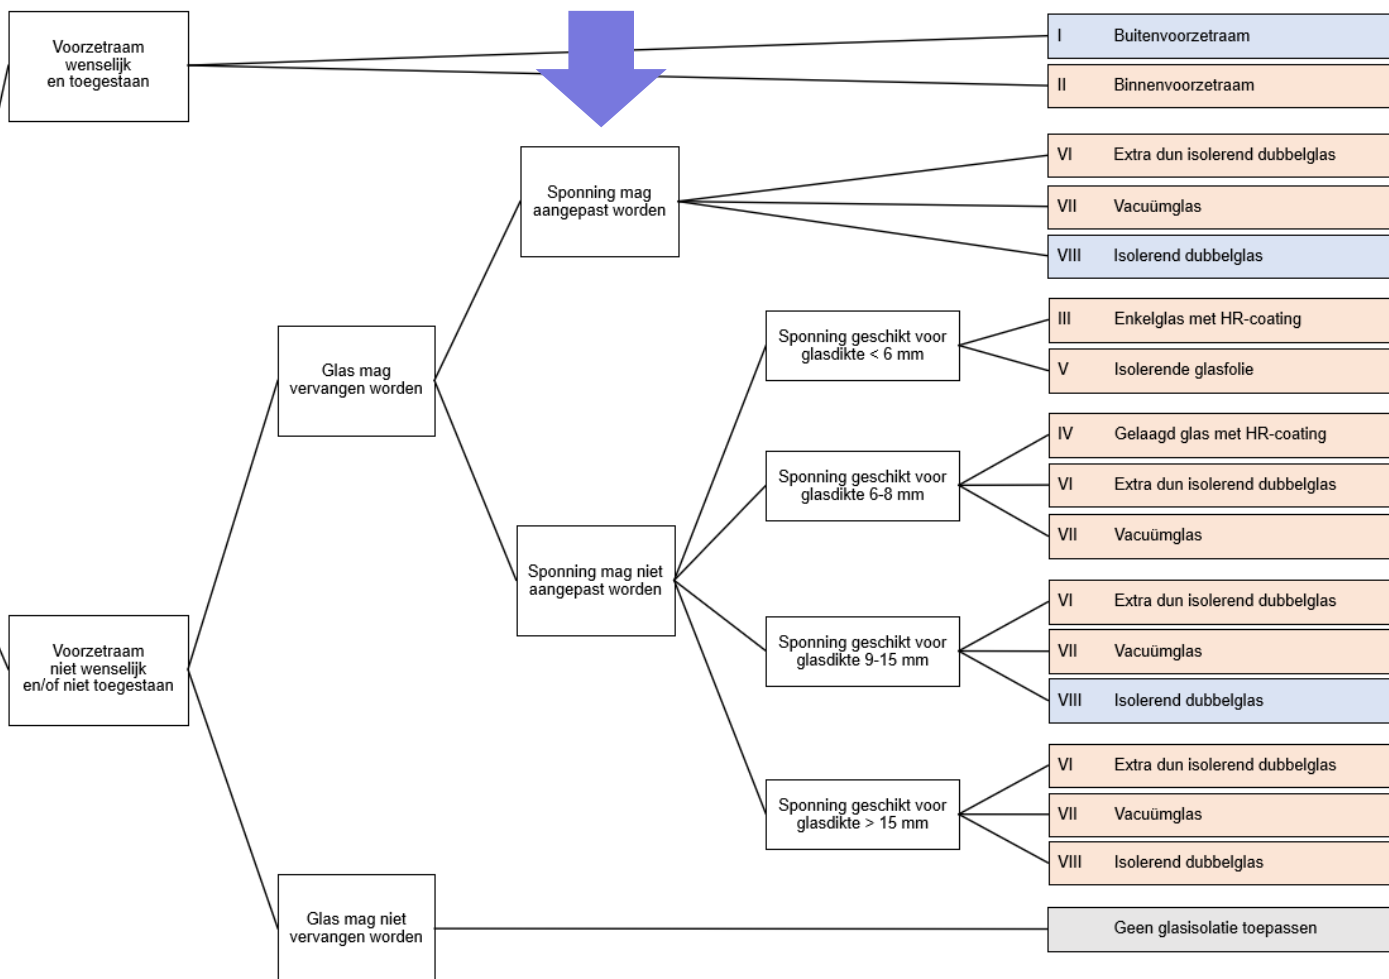 Voorzetraam
wenselijk
en toegestaan
I Buitenvoorzetraam
II Binnenvoorzetraam
Sponning mag
aangepast worden
VI Extra dun isolerend dubbelglas
VII Vacuümglas
VIII Isolerend dubbelglas
Glas mag
vervangen worden
Sponning geschikt voor
glasdikte < 6 mm
III Enkelglas met HR-coating
V Isolerende glasfolie
Sponning geschikt voor
glasdikte 6-8 mm
IV Gelaagd glas met HR-coating
VI Extra dun isolerend dubbelglas
VII Vacuümglas
Sponning mag niet
aangepast worden
Voorzetraam
niet wenselijk
en/of niet toegestaan
Sponning geschikt voor
glasdikte 9-15 mm
VI Extra dun isolerend dubbelglas
VII Vacuümglas
VIII Isolerend dubbelglas
Sponning geschikt voor
glasdikte > 15 mm
VI Extra dun isolerend dubbelglas
VII Vacuümglas
VIII Isolerend dubbelglas
Glas mag niet
vervangen worden
Geen glasisolatie toepassen